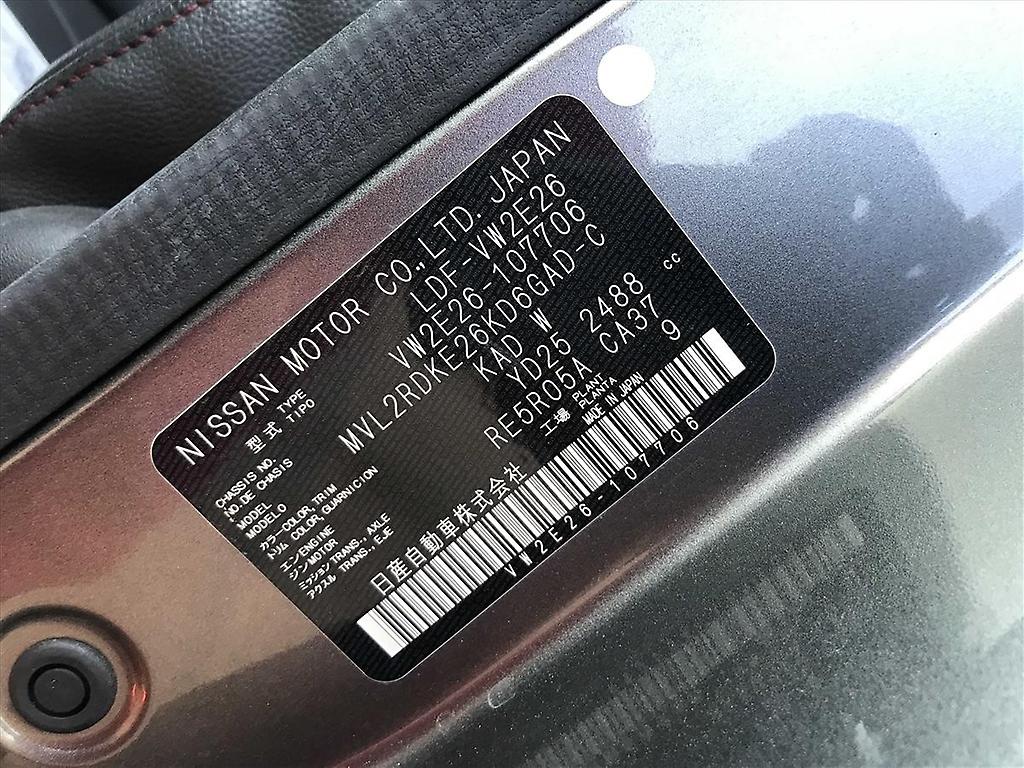 NISSAN MOTOR CO.,LTD. JAPAN
型式 TYPE TIPO LDF-VW2E26
CHASSIS NO. NO.DE CHASIS VW2E26-107706
MODEL MODELO MVL2RDKE26KD6GAD-C
カラー・COLOR,TRIM トリム COLOR,GUARNICION KAD W
エンジン ENGINE MOTOR YD25 2488 cc
ミッション TRANS., AXLE アクスル TRANS., EJE RE5R05A CA37
工場 PLANT PLANTA 9
日産自動車株式会社 MADE IN JAPAN
VW2E26-107706